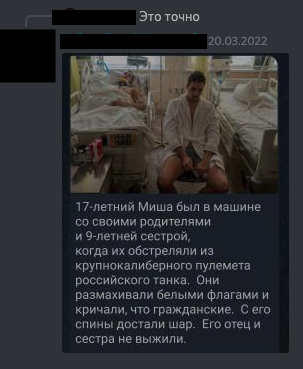 Это точно
20.03.2022
17-летний Миша был в машине
со своими родителями
и 9-летней сестрой,
когда их обстреляли из
крупнокалиберного пулемета
российского танка.  Они
размахивали белыми флагами и
кричали, что гражданские.  С его
спины достали шар.  Его отец и
сестра не выжили.